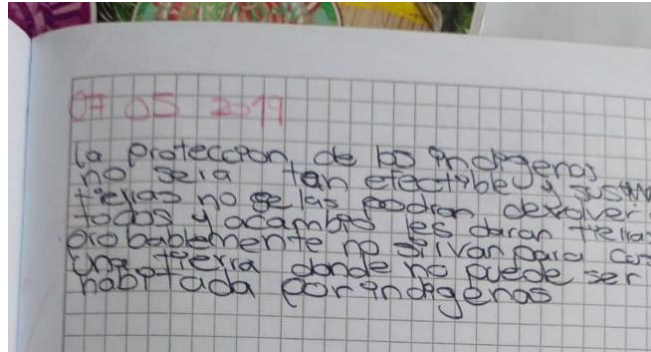 07 05 2019
la proteccion de los indigenas
no sera tan efectible y sus
tierras no se las podran devolver
todos y acambio les daran tierras
probablemente no sirvan para
una tierra donde no puede ser
habitada por indigenas